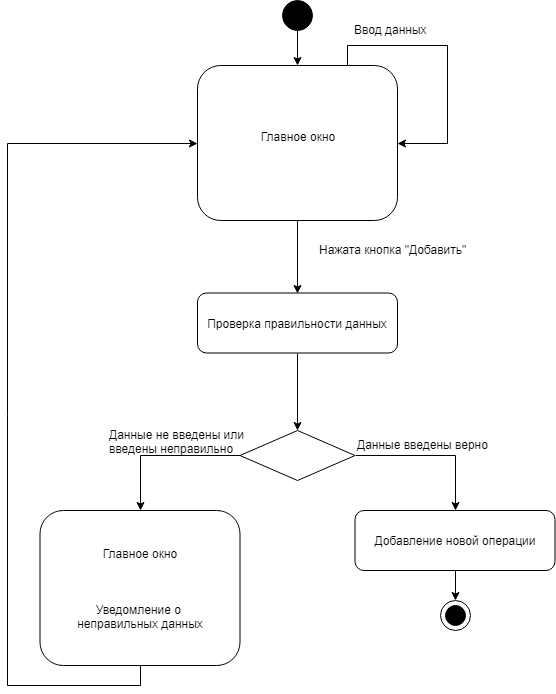 Ввод данных
Главное окно
Нажата кнопка "Добавить"
Проверка правильности данных
Данные не введены или
введены неправильно
Данные введены верно
Главное окно
Уведомление о
неправильных данных
Добавление новой операции